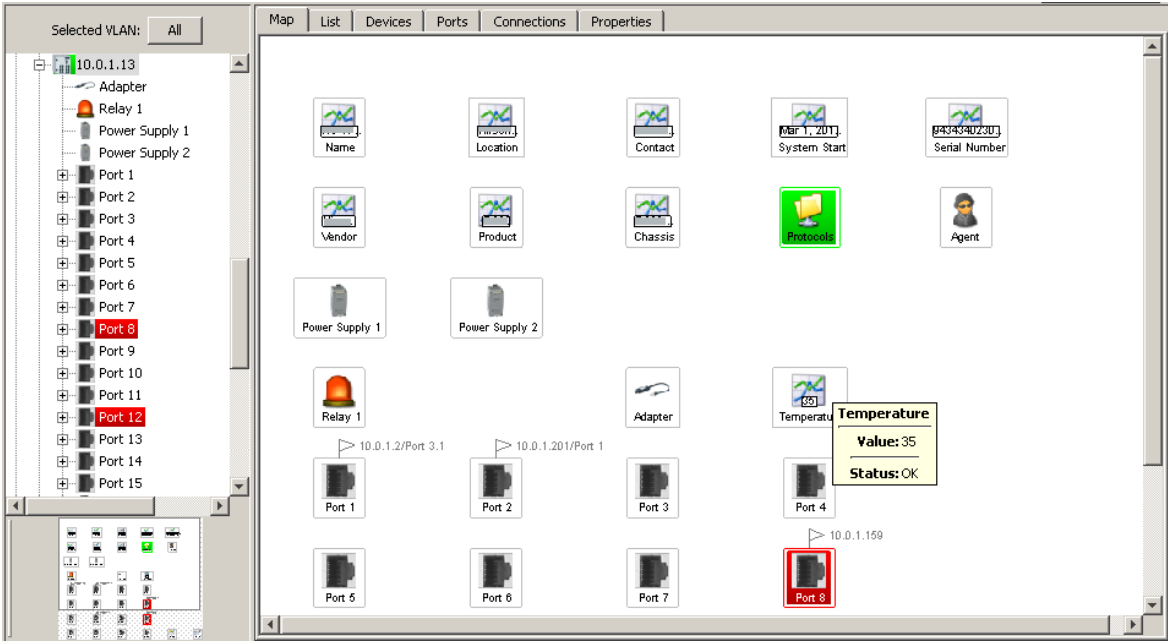 Selected VLAN: All
10.0.1.13
Adapter
Relay 1
Power Supply 1
Power Supply 2
Port 1
Port 2
Port 3
Port 4
Port 5
Port 6
Port 7
Port 8
Port 9
Port 10
Port 11
Port 12
Port 13
Port 14
Port 15
Map List Devices Ports Connections Properties
Mar 1, 201
Name Location Contact System Start Serial Number
Vendor Product Chassis Protocols Agent
Power Supply 1 Power Supply 2
35
Relay 1 Adapter Temperatu
Temperature
Value: 35
Status: OK
10.0.1.2/Port 3.1 10.0.1.201/Port 1
Port 1 Port 2 Port 3 Port 4
10.0.1.159
Port 5 Port 6 Port 7 Port 8